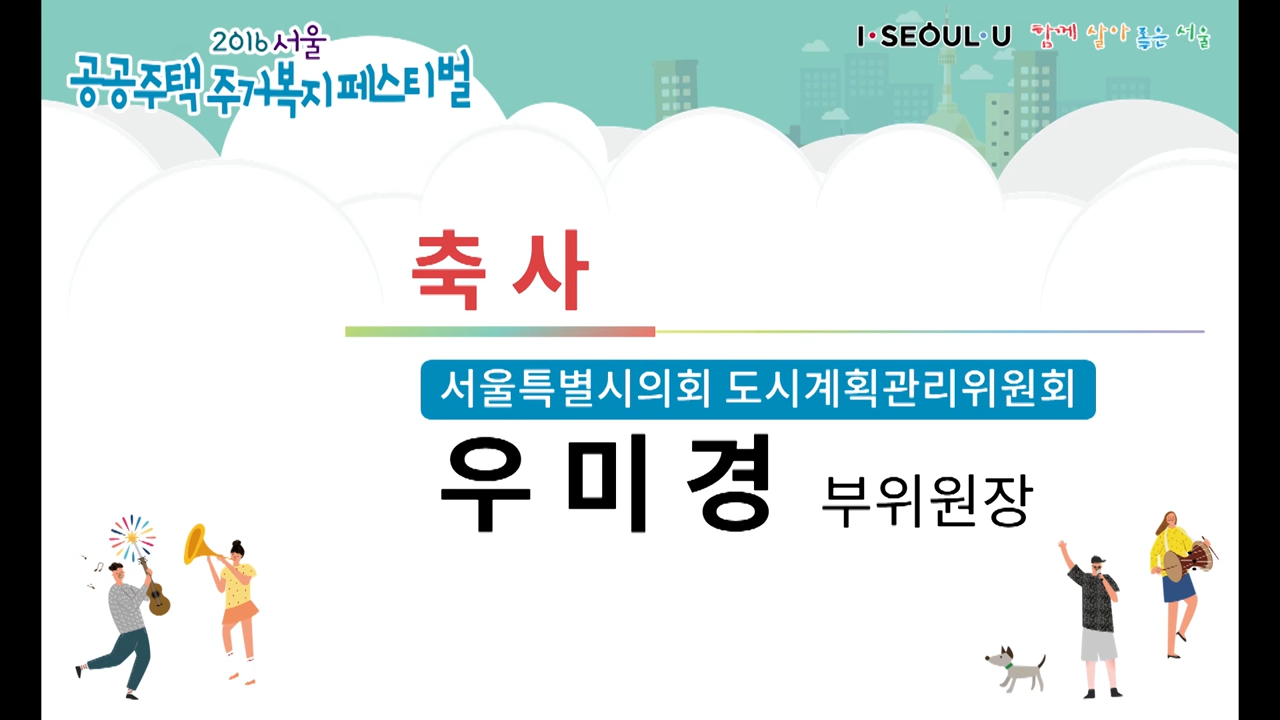 2016 서울
공공주택 주거복지페스티벌
I·SEOUL·U 함께 살아 좋은 서울
축 사
서울특별시의회 도시계획관리위원회
우 미 경 부위원장